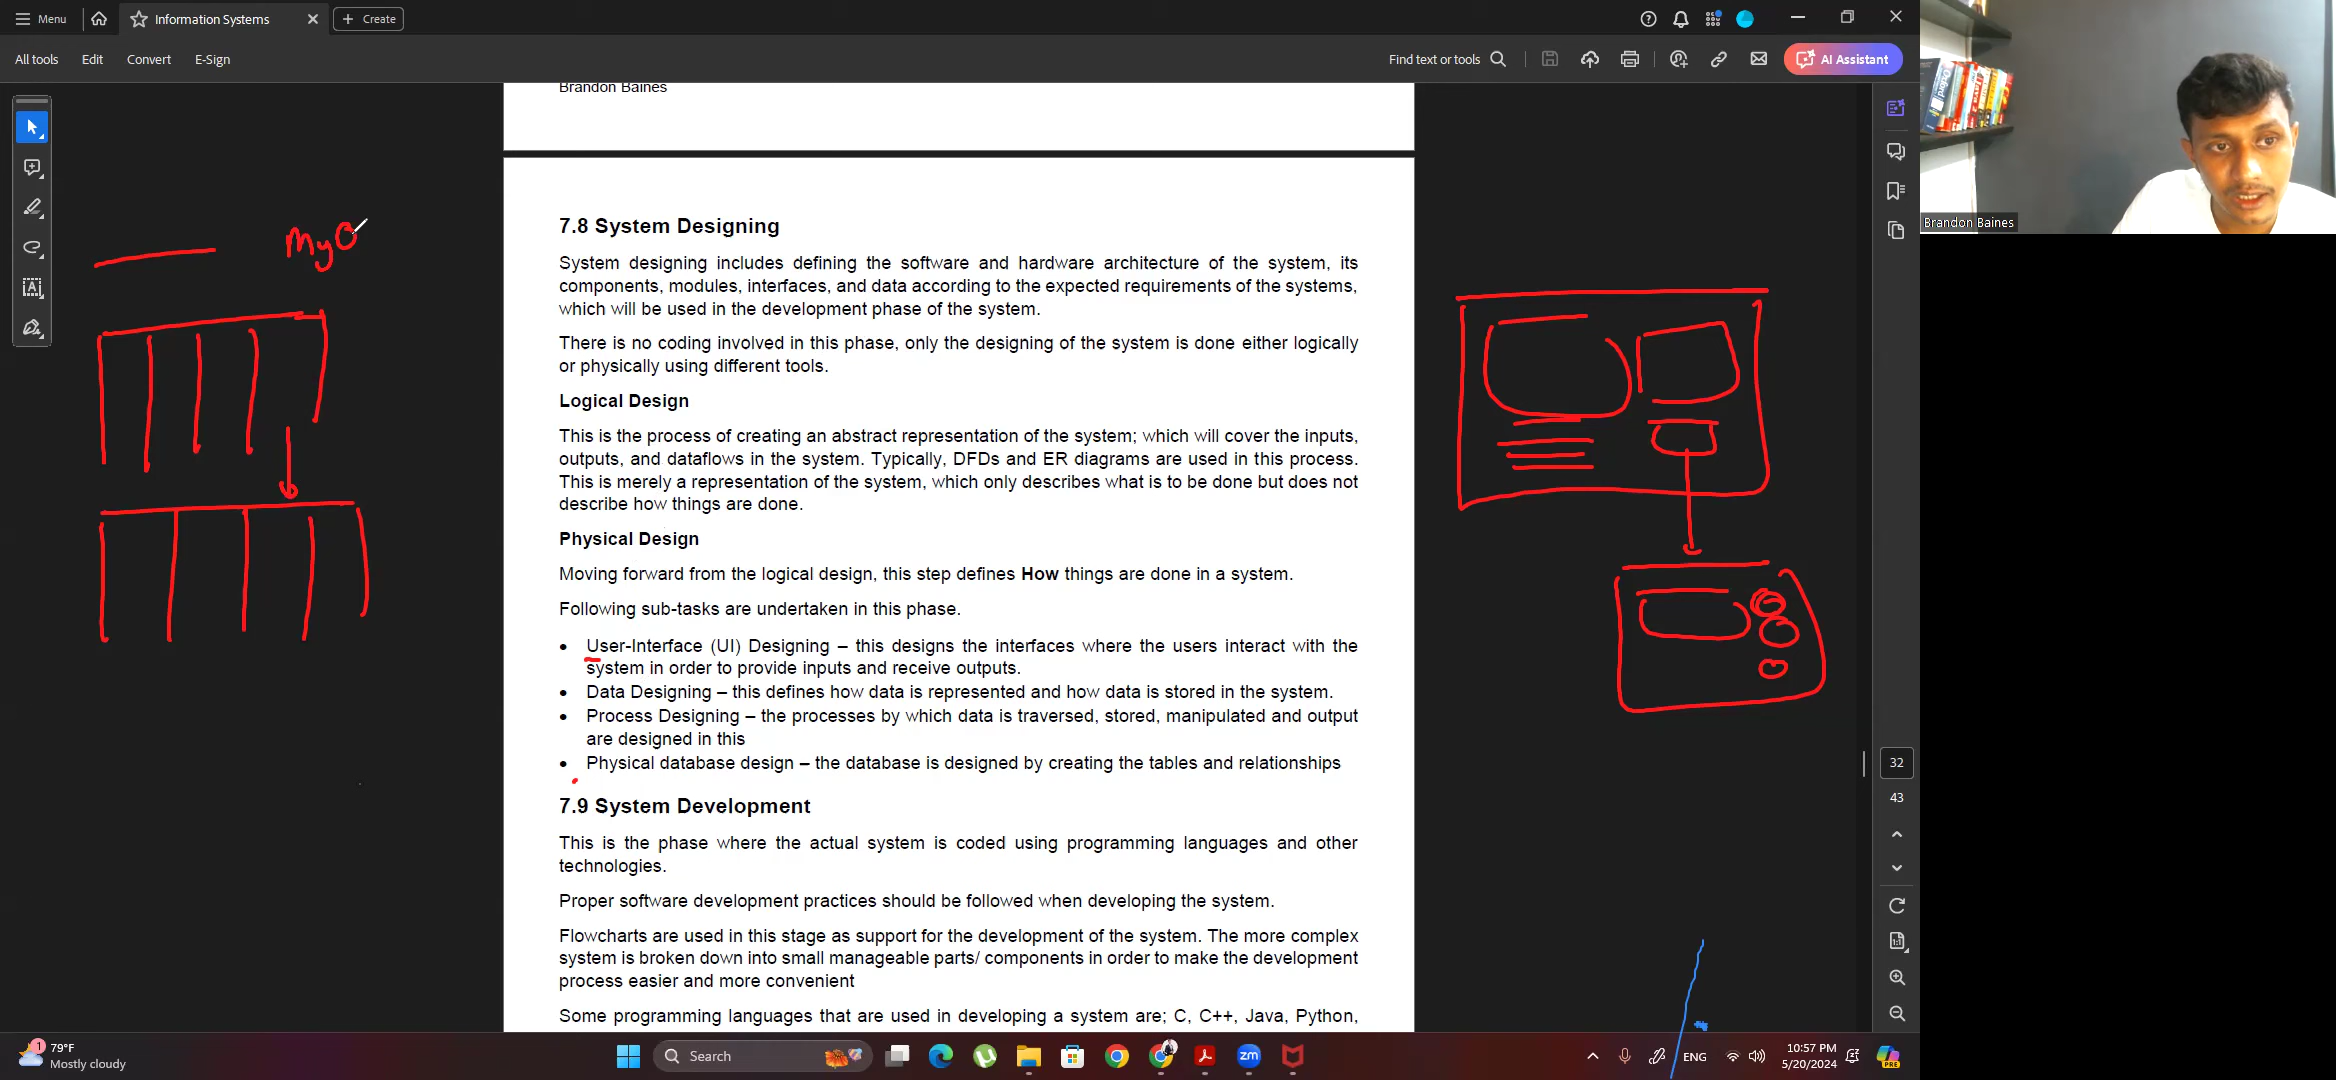 Menu
Information Systems
Create
All tools
Edit
Convert
E-Sign
Find text or tools
AI Assistant
Brandon Baines
Brandon Baines
MyO
7.8 System Designing
System designing includes defining the software and hardware architecture of the system, its
components, modules, interfaces, and data according to the expected requirements of the systems,
which will be used in the development phase of the system.
There is no coding involved in this phase, only the designing of the system is done either logically
or physically using different tools.
Logical Design
This is the process of creating an abstract representation of the system; which will cover the inputs,
outputs, and dataflows in the system. Typically, DFDs and ER diagrams are used in this process.
This is merely a representation of the system, which only describes what is to be done but does not
describe how things are done.
Physical Design
Moving forward from the logical design, this step defines How things are done in a system.
Following sub-tasks are undertaken in this phase.
• User-Interface (UI) Designing – this designs the interfaces where the users interact with the
system in order to provide inputs and receive outputs.
• Data Designing – this defines how data is represented and how data is stored in the system.
• Process Designing – the processes by which data is traversed, stored, manipulated and output
are designed in this
• Physical database design – the database is designed by creating the tables and relationships
7.9 System Development
This is the phase where the actual system is coded using programming languages and other
technologies.
Proper software development practices should be followed when developing the system.
Flowcharts are used in this stage as support for the development of the system. The more complex
system is broken down into small manageable parts/ components in order to make the development
process easier and more convenient
Some programming languages that are used in developing a system are; C, C++, Java, Python,
32
43
1
79°F
Mostly cloudy
Search
zm
ENG
10:57 PM
5/20/2024
PRE